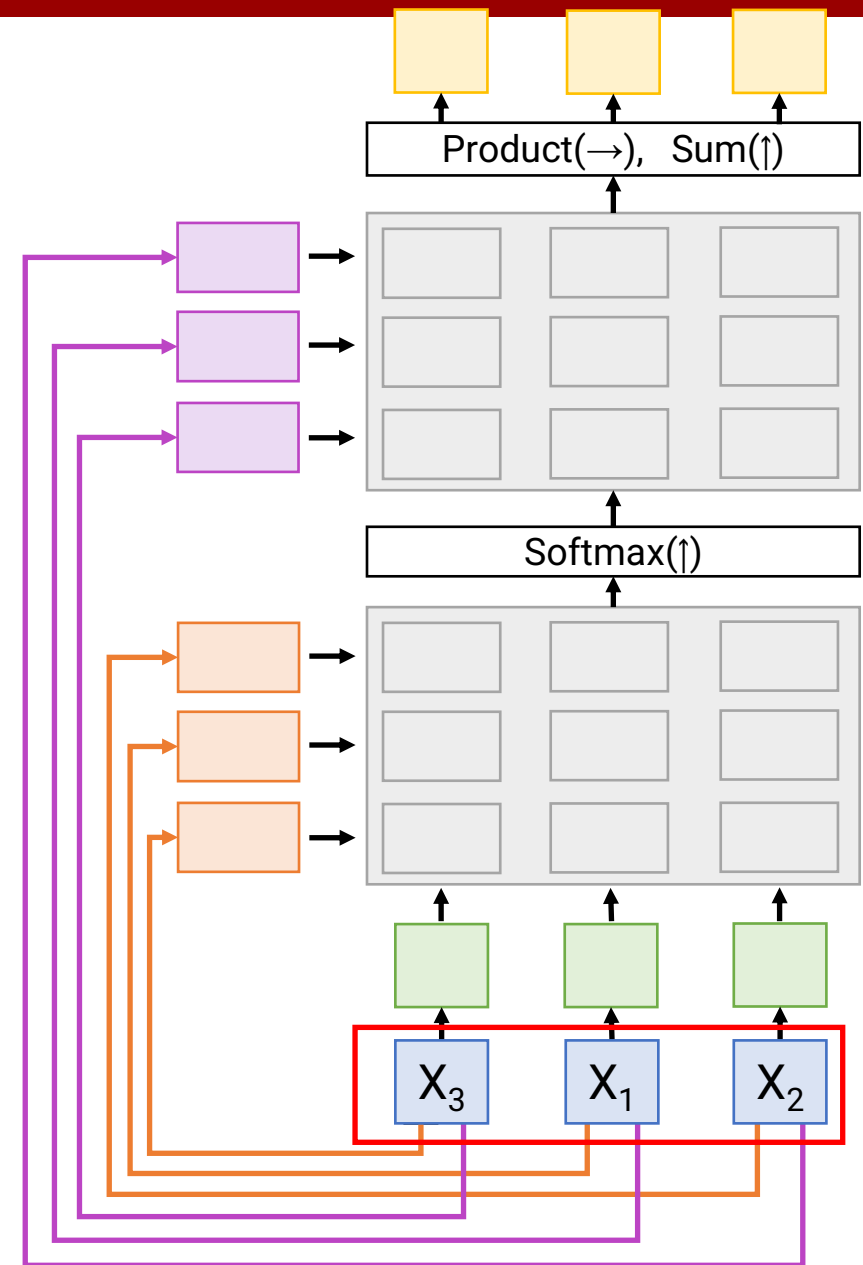 Product(→), Sum(↑)
Softmax(↑)
X₃ X₁ X₂